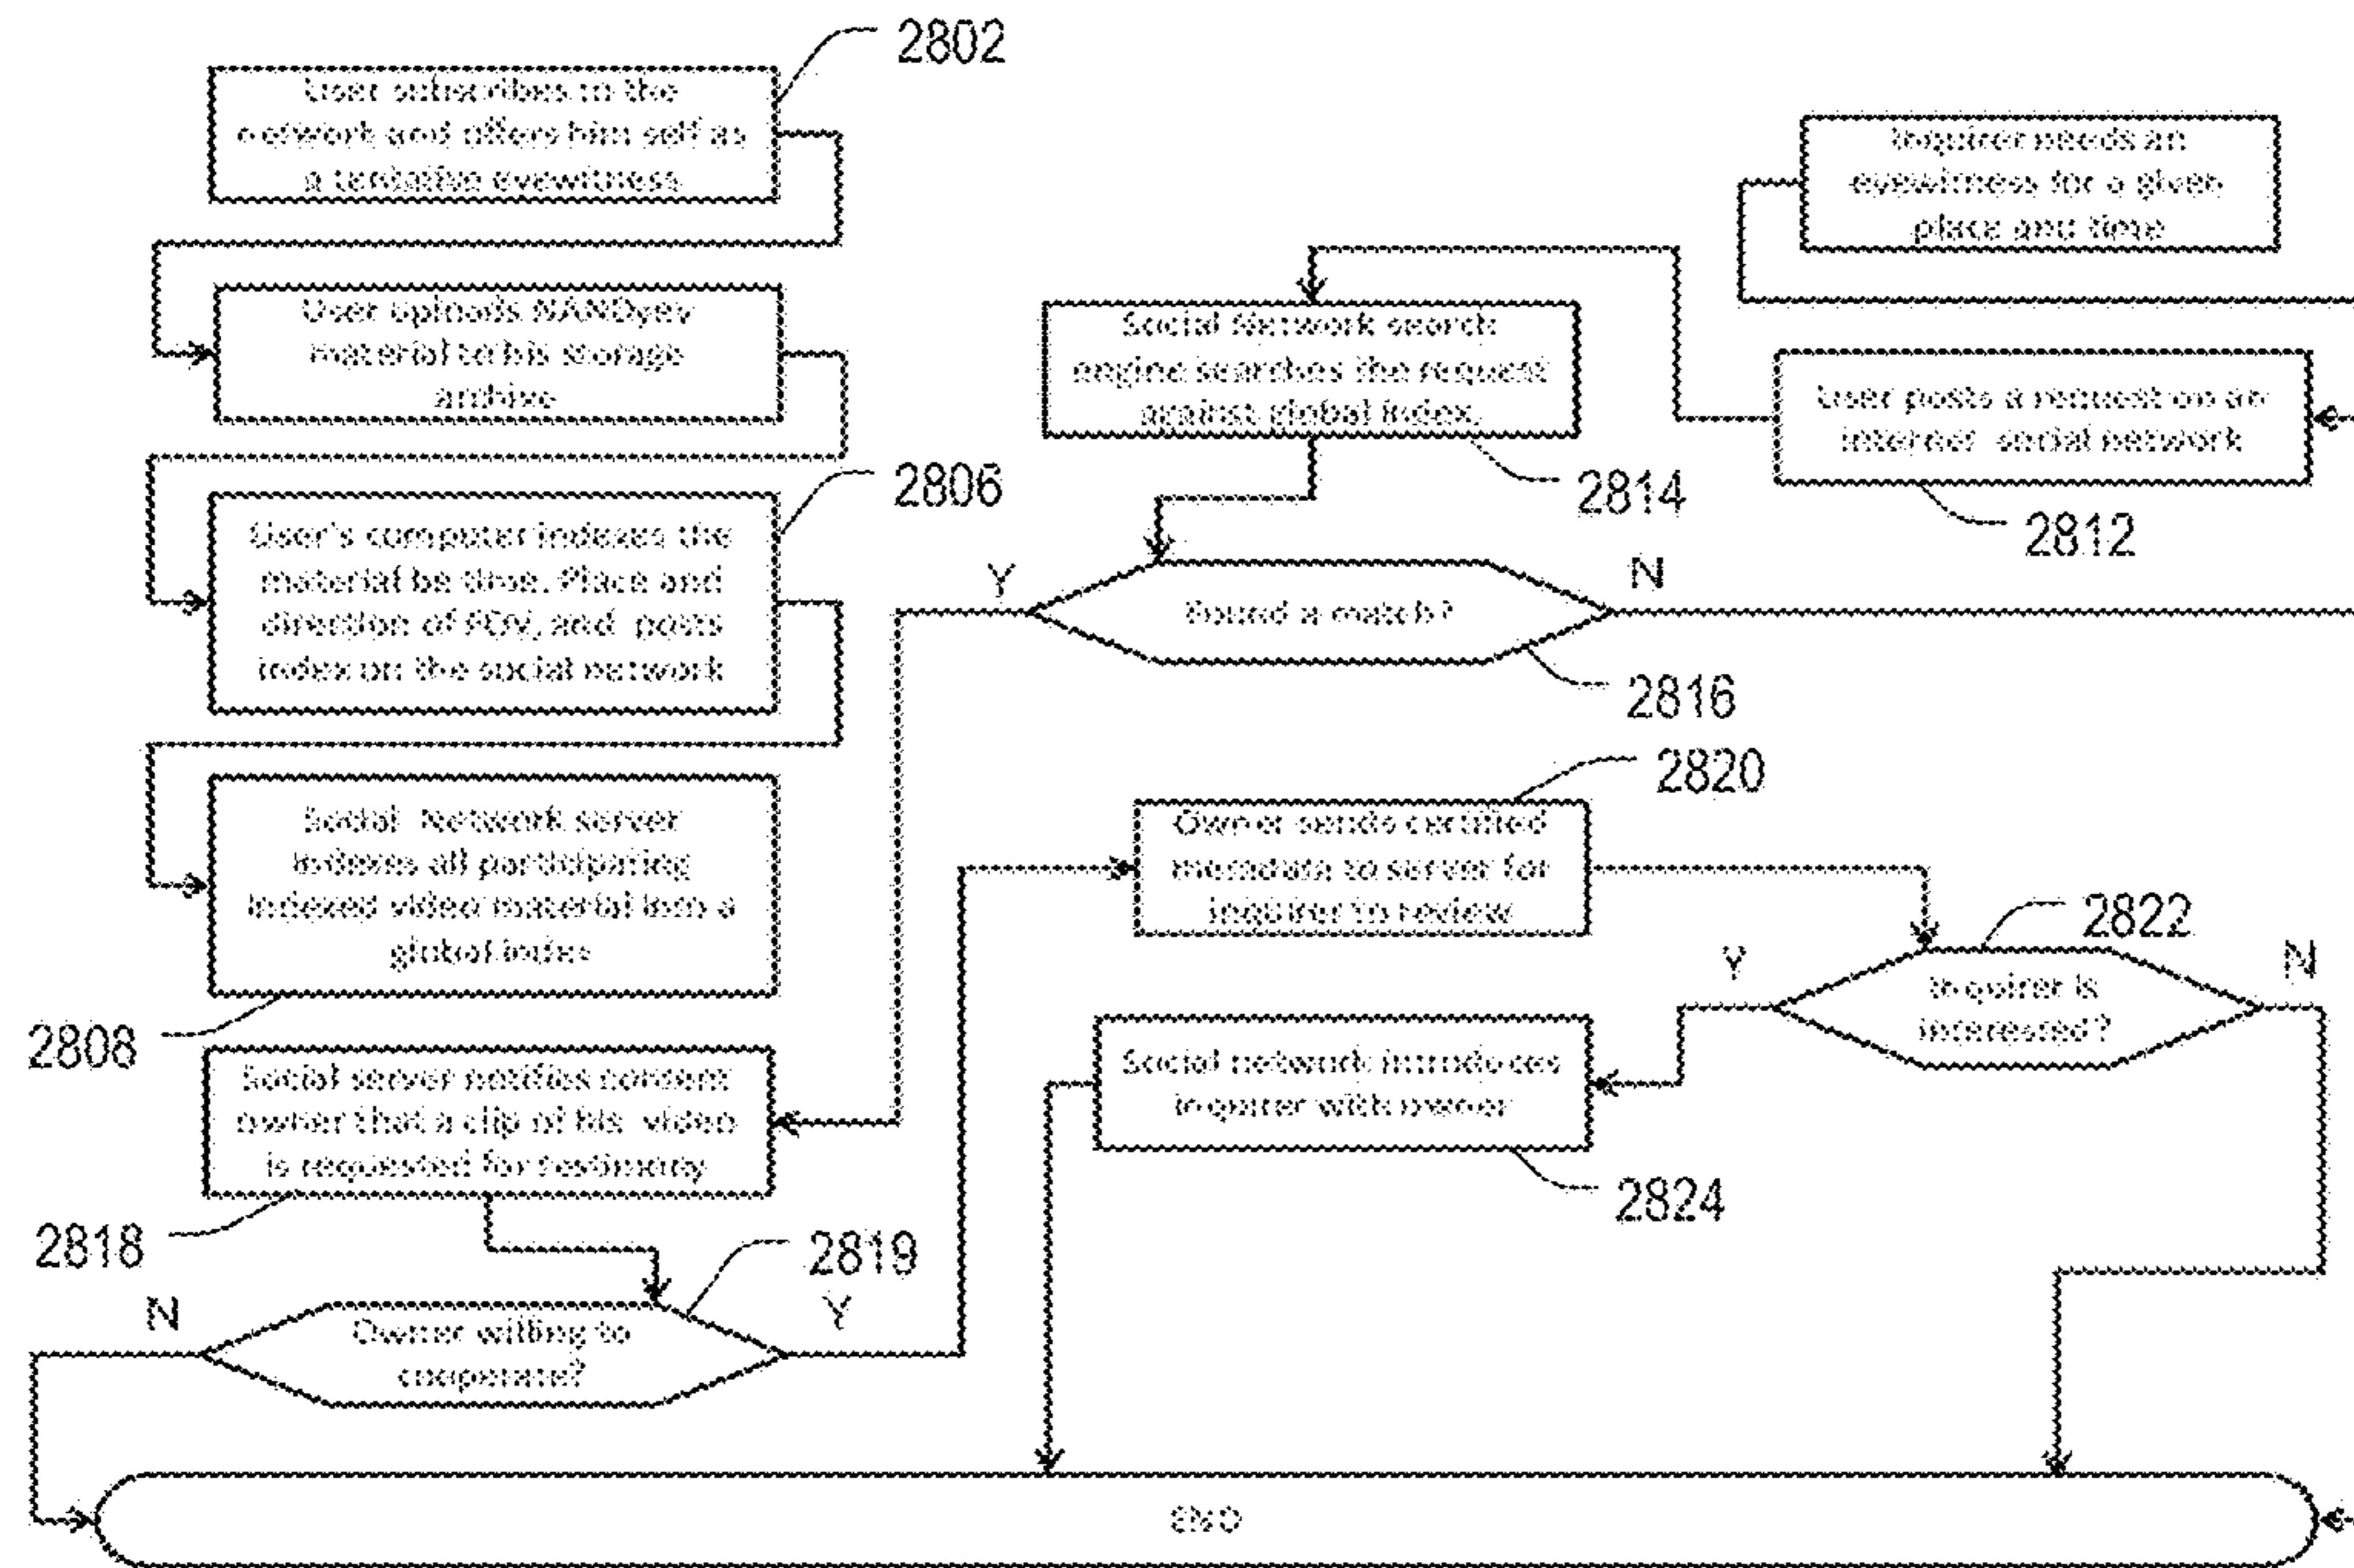 2802
User subscribes to the
network and offers him self as
a tentative eyewitness
User uploads NANDyev
material to his storage
archive
2806
User's computer indexes the
material be time. Place and
direction of FOV, and posts
index on the social network
Social Network server
indexes all participating
indexed video material into a
global index
2808
Social server notifies content
owner that a clip of his video
is requested for testimony
2818
2819
N
Y
Owner willing to
cooperate?
Inquirer needs an
eyewitness for a given
place and time
User posts a request on an
internet social network
2812
Social Network search
engine searches the request
against global index.
2814
Y
N
Found a match?
2816
2820
Owner sends certified
metadata to server for
inquirer to review
2822
Y
N
Inquirer is
interested?
Social network introduces
inquirer with owner
2824
END